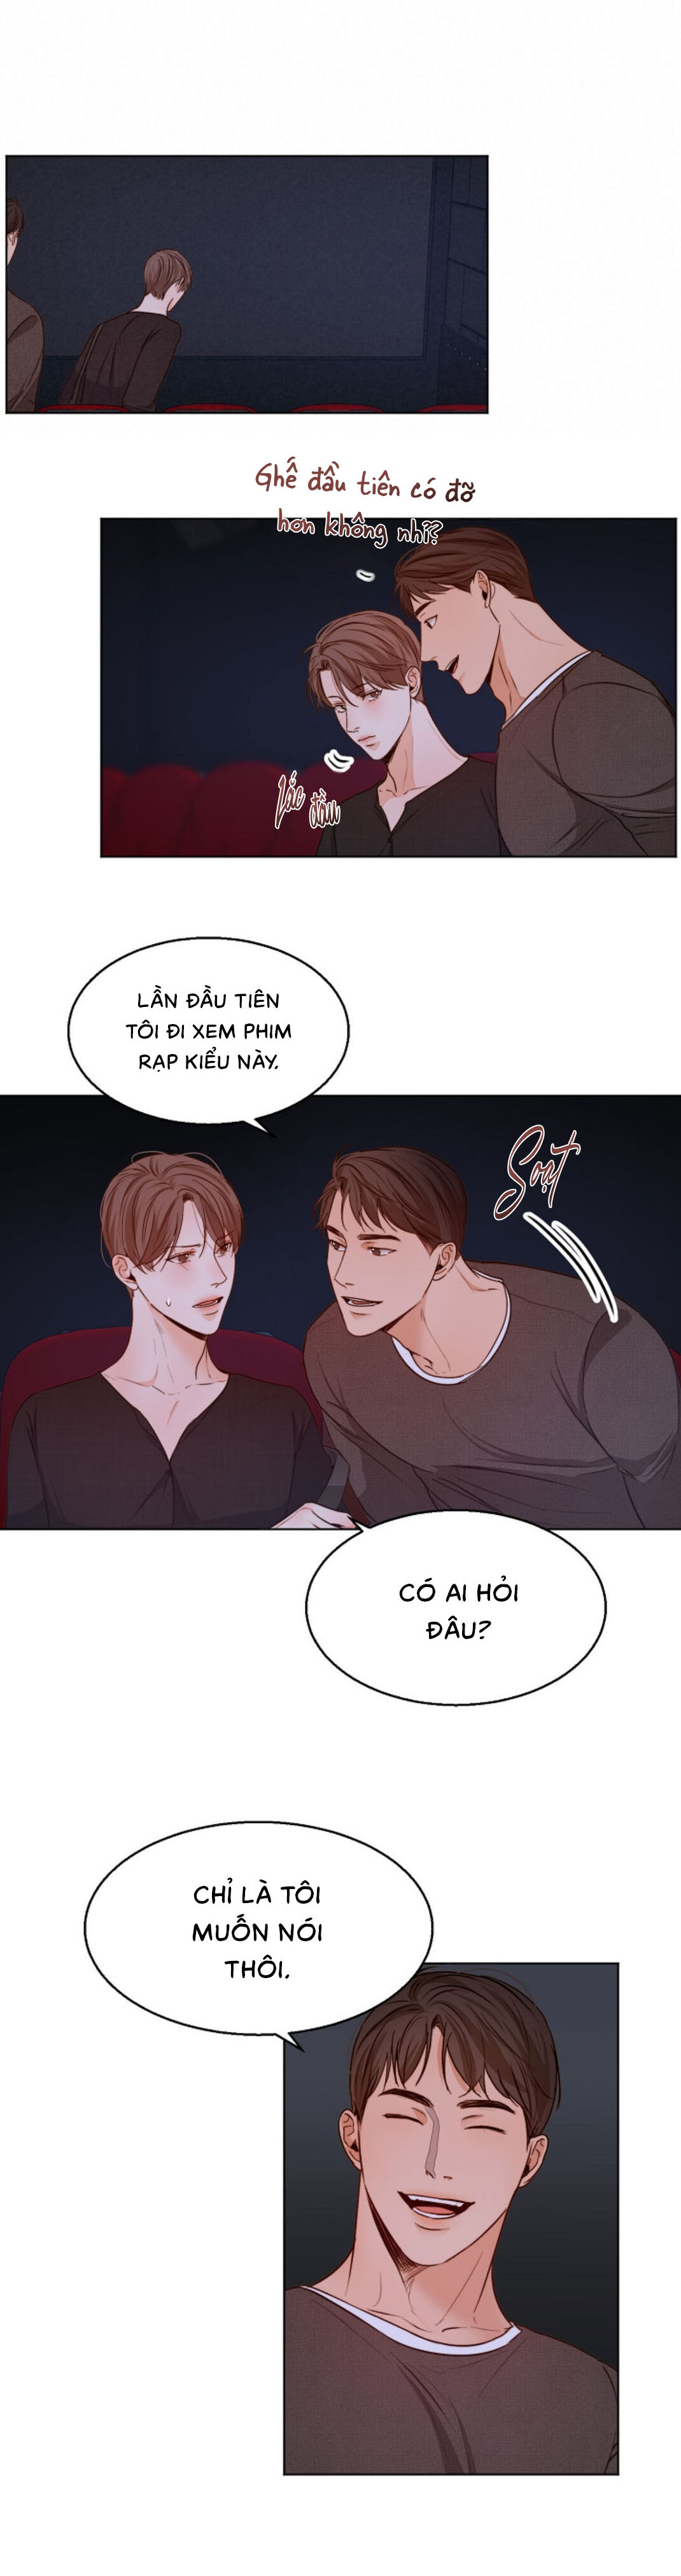 Ghế đầu tiên có đỡ
hơn không nhỉ?
Lắc
đầu
LẦN ĐẦU TIÊN
TÔI ĐI XEM PHIM
RẠP KIỂU NÀY.
Soạt
CÓ AI HỎI
ĐÂU?
CHỈ LÀ TÔI
MUỐN NÓI
THÔI.